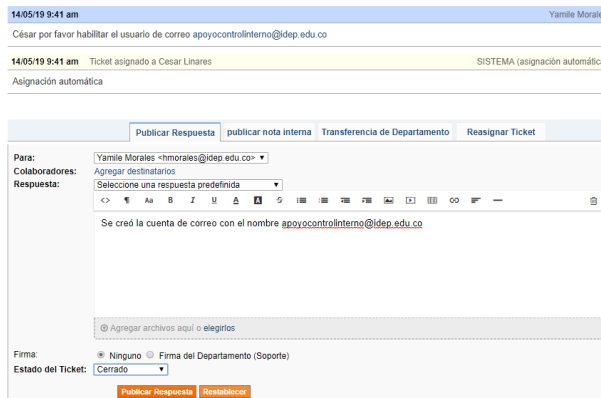 14/05/19 9:41 am Yamile Morale
César por favor habilitar el usuario de correo apoyocontrolinterno@idep.edu.co
14/05/19 9:41 am Ticket asignado a Cesar Linares SISTEMA (asignación automátic
Asignación automática
Publicar Respuesta publicar nota interna Transferencia de Departamento Reasignar Ticket
Para: Yamile Morales <hmorales@idep.edu.co>
Colaboradores: Agregar destinatarios
Respuesta: Seleccione una respuesta predefinida
<> ¶ Aa B I U A A S
Se creó la cuenta de correo con el nombre apoyocontrolinterno@idep.edu.co
Agregar archivos aquí o elegirlos
Firma: Ninguno Firma del Departamento (Soporte)
Estado del Ticket: Cerrado
Publicar Respuesta Restablecer